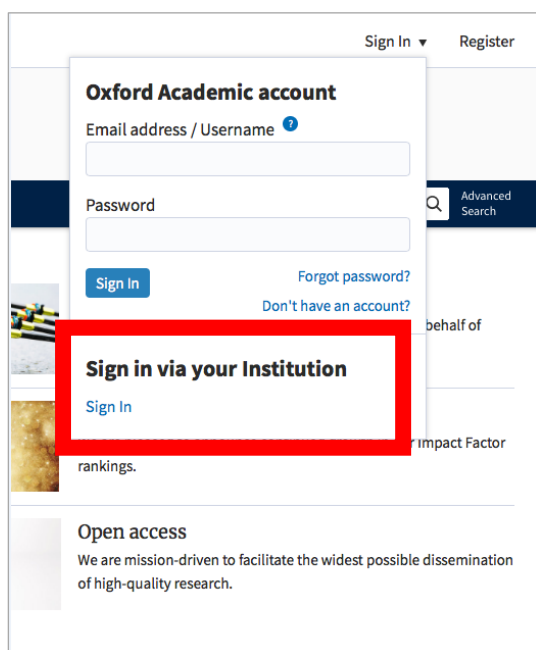 Sign In ▼ Register
Oxford Academic account
Email address / Username ?
Password
Advanced
Search
Sign In
Forgot password?
Don't have an account?
behalf of
Sign in via your Institution
Sign In
Impact Factor
rankings.
Open access
We are mission-driven to facilitate the widest possible dissemination
of high-quality research.